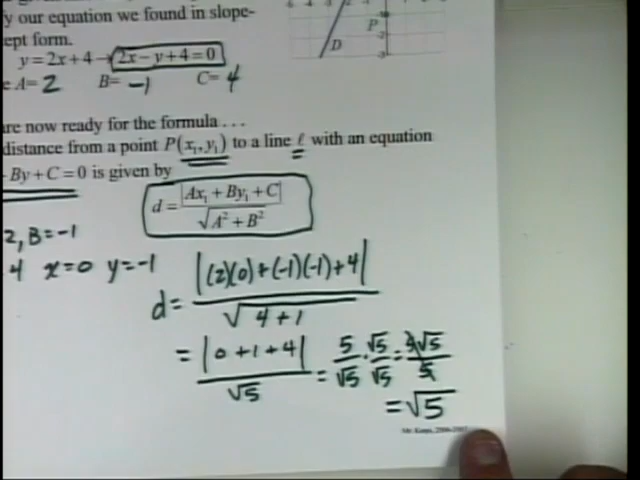 y our equation we found in slope-
ept form.
y = 2x + 4 → 2x - y + 4 = 0
e A= 2 B= -1 C= 4
P
D
are now ready for the formula . . .
distance from a point P(x₁, y₁) to a line ℓ with an equation
- By + C = 0 is given by
d = |Ax₁ + By₁ + C| / √(A² + B²)
2, B = -1
4 x = 0 y = -1
d = |(2)(0) + (-1)(-1) + 4| / √(4 + 1)
= |0 + 1 + 4| / √5 = 5/√5 · √5/√5 = 5√5/5
= √5